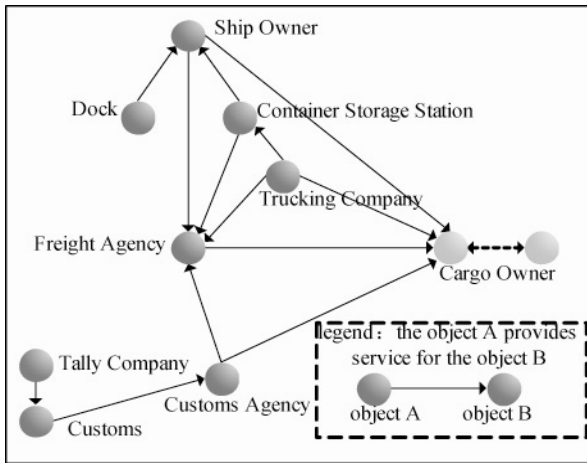 Ship Owner
Dock
Container Storage Station
Trucking Company
Freight Agency
Cargo Owner
legend：the object A provides
service for the object B
Tally Company
Customs Agency
object A
object B
Customs